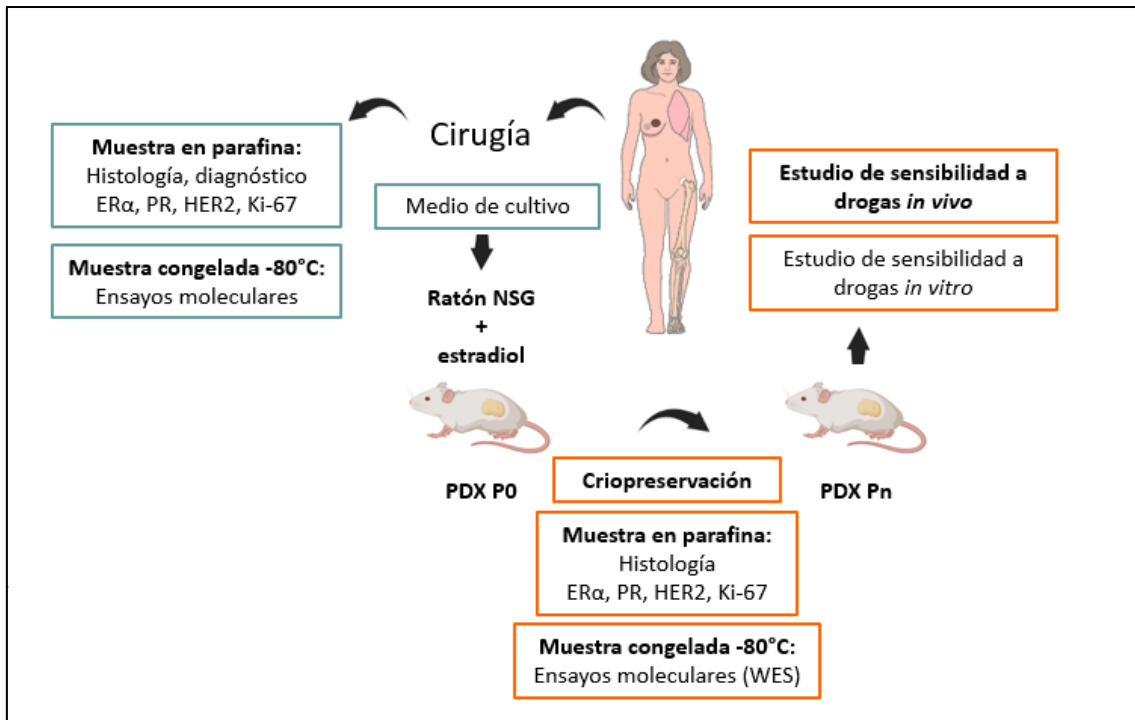 Cirugía
Muestra en parafina:
Histología, diagnóstico
ERα, PR, HER2, Ki-67
Muestra congelada -80°C:
Ensayos moleculares
Medio de cultivo
Ratón NSG
+
estradiol
PDX P0
Criopreservación
Muestra en parafina:
Histología
ERα, PR, HER2, Ki-67
Muestra congelada -80°C:
Ensayos moleculares (WES)
PDX Pn
Estudio de sensibilidad a
drogas in vivo
Estudio de sensibilidad a
drogas in vitro